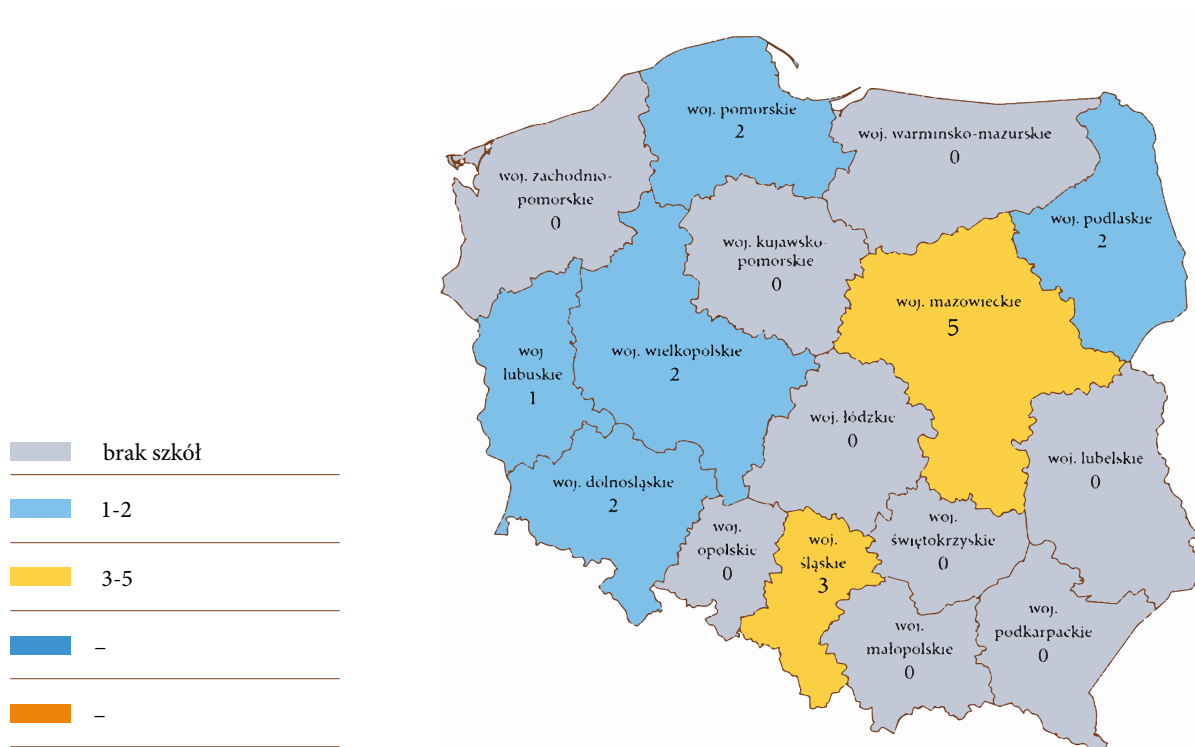 brak szkół
1-2
3-5
–
–
woj. pomorskie
2
woj. warminsko-mazurskie
0
woj. zachodnio-
pomorskie
0
woj. podlaskie
2
woj. kujawsko-
pomorskie
0
woj. mazowieckie
5
woj
lubuskie
1
woj. wielkopolskie
2
woj. łódzkie
0
woj. lubelskie
0
woj. dolnosląskie
2
woj.
opolskie
0
woj.
śląskie
3
woj.
świętokrzyskie
0
woj.
małopolskie
0
woj.
podkarpackie
0